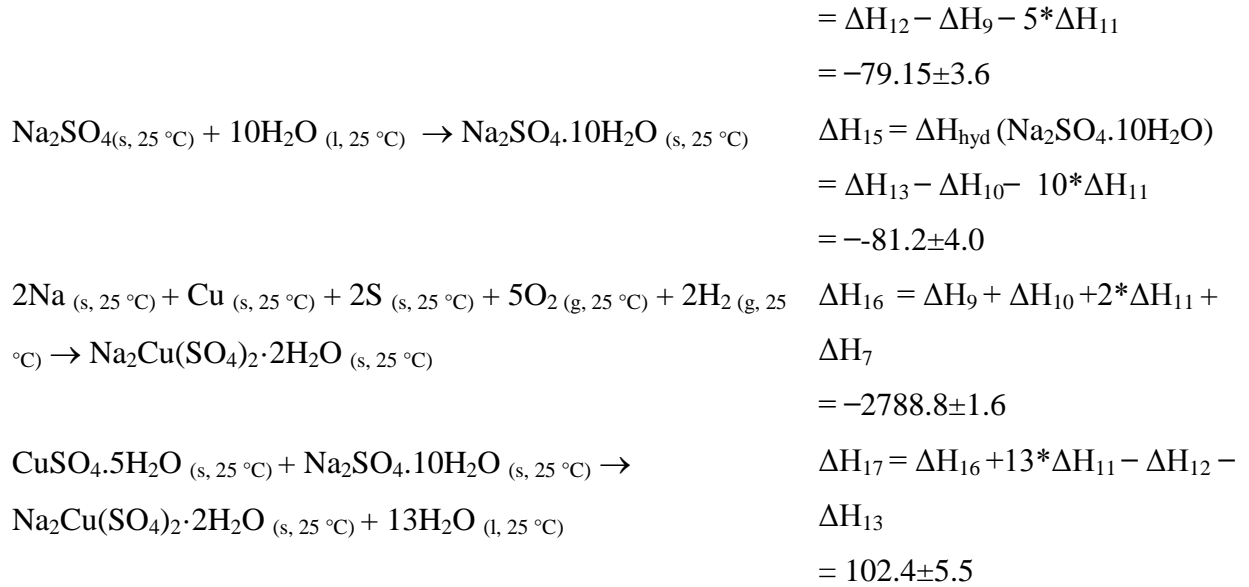 = ΔH₁₂ − ΔH₉ − 5*ΔH₁₁
= −79.15±3.6
Na₂SO₄(s, 25 °C) + 10H₂O (l, 25 °C) → Na₂SO₄.10H₂O (s, 25 °C)
ΔH₁₅ = ΔHhyd (Na₂SO₄.10H₂O)
= ΔH₁₃ − ΔH₁₀− 10*ΔH₁₁
= −-81.2±4.0
2Na (s, 25 °C) + Cu (s, 25 °C) + 2S (s, 25 °C) + 5O₂ (g, 25 °C) + 2H₂ (g, 25
°C) → Na₂Cu(SO₄)₂·2H₂O (s, 25 °C)
ΔH₁₆ = ΔH₉ + ΔH₁₀ +2*ΔH₁₁ +
ΔH₇
= −2788.8±1.6
CuSO₄.5H₂O (s, 25 °C) + Na₂SO₄.10H₂O (s, 25 °C) →
Na₂Cu(SO₄)₂·2H₂O (s, 25 °C) + 13H₂O (l, 25 °C)
ΔH₁₇ = ΔH₁₆ +13*ΔH₁₁ − ΔH₁₂ −
ΔH₁₃
= 102.4±5.5